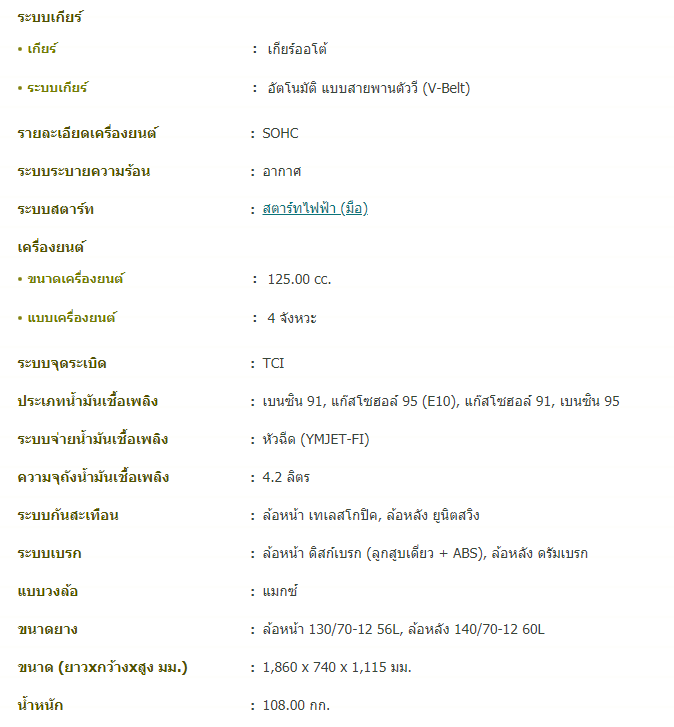 ระบบเกียร์
• เกียร์ : เกียร์ออโต้
• ระบบเกียร์ : อัตโนมัติ แบบสายพานตัววี (V-Belt)
รายละเอียดเครื่องยนต์ : SOHC
ระบบระบายความร้อน : อากาศ
ระบบสตาร์ท : สตาร์ทไฟฟ้า (มือ)
เครื่องยนต์
• ขนาดเครื่องยนต์ : 125.00 cc.
• แบบเครื่องยนต์ : 4 จังหวะ
ระบบจุดระเบิด : TCI
ประเภทน้ำมันเชื้อเพลิง : เบนซิน 91, แก๊สโซฮอล์ 95 (E10), แก๊สโซฮอล์ 91, เบนซิน 95
ระบบจ่ายน้ำมันเชื้อเพลิง : หัวฉีด (YMJET-FI)
ความจุถังน้ำมันเชื้อเพลิง : 4.2 ลิตร
ระบบกันสะเทือน : ล้อหน้า เทเลสโกปิค, ล้อหลัง ยูนิตสวิง
ระบบเบรก : ล้อหน้า ดิสก์เบรก (ลูกสูบเดี่ยว + ABS), ล้อหลัง ดรัมเบรก
แบบวงล้อ : แมกซ์
ขนาดยาง : ล้อหน้า 130/70-12 56L, ล้อหลัง 140/70-12 60L
ขนาด (ยาวxกว้างxสูง มม.) : 1,860 x 740 x 1,115 มม.
น้ำหนัก : 108.00 กก.